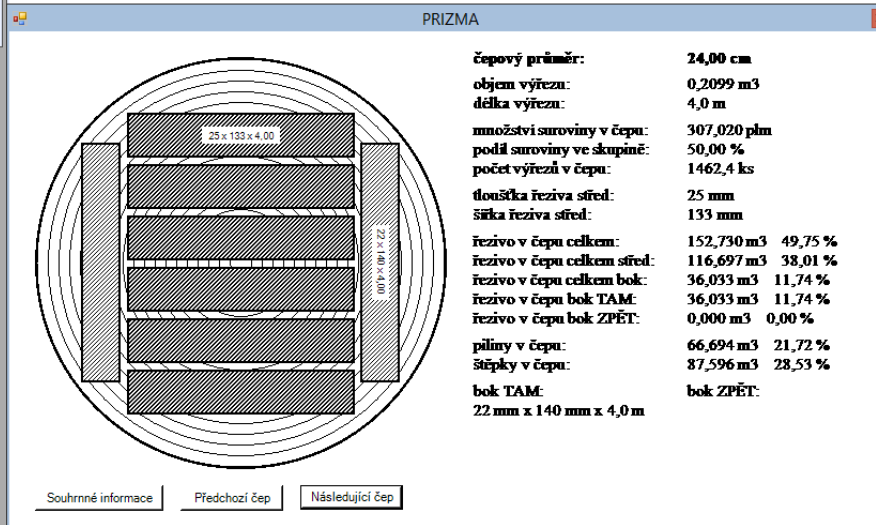 PRIZMA
25 x 133 x 4,00
22 x 140 x 4,00
čepový průměr: 24,00 cm
objem výřezu: 0,2099 m3
délka výřezu: 4,0 m
množství suroviny v čepu: 307,020 plm
podíl suroviny ve skupině: 50,00 %
počet výřezů v čepu: 1462,4 ks
tloušťka řeziva střed: 25 mm
šířka řeziva střed: 133 mm
řezivo v čepu celkem: 152,730 m3 49,75 %
řezivo v čepu celkem střed: 116,697 m3 38,01 %
řezivo v čepu celkem bok: 36,033 m3 11,74 %
řezivo v čepu bok TAM: 36,033 m3 11,74 %
řezivo v čepu bok ZPĚT: 0,000 m3 0,00 %
piliny v čepu: 66,694 m3 21,72 %
štěpky v čepu: 87,596 m3 28,53 %
bok TAM: bok ZPĚT:
22 mm x 140 mm x 4,0 m
Souhrnné informace Předchozí čep Následující čep